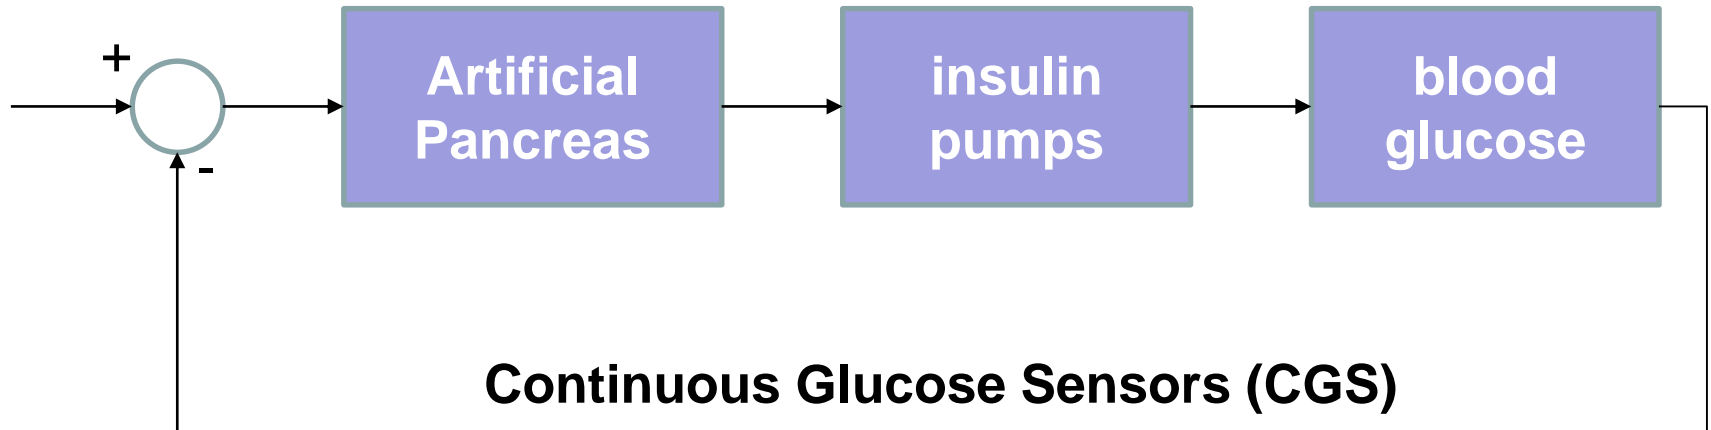 +
-
Artificial
Pancreas
insulin
pumps
blood
glucose
Continuous Glucose Sensors (CGS)